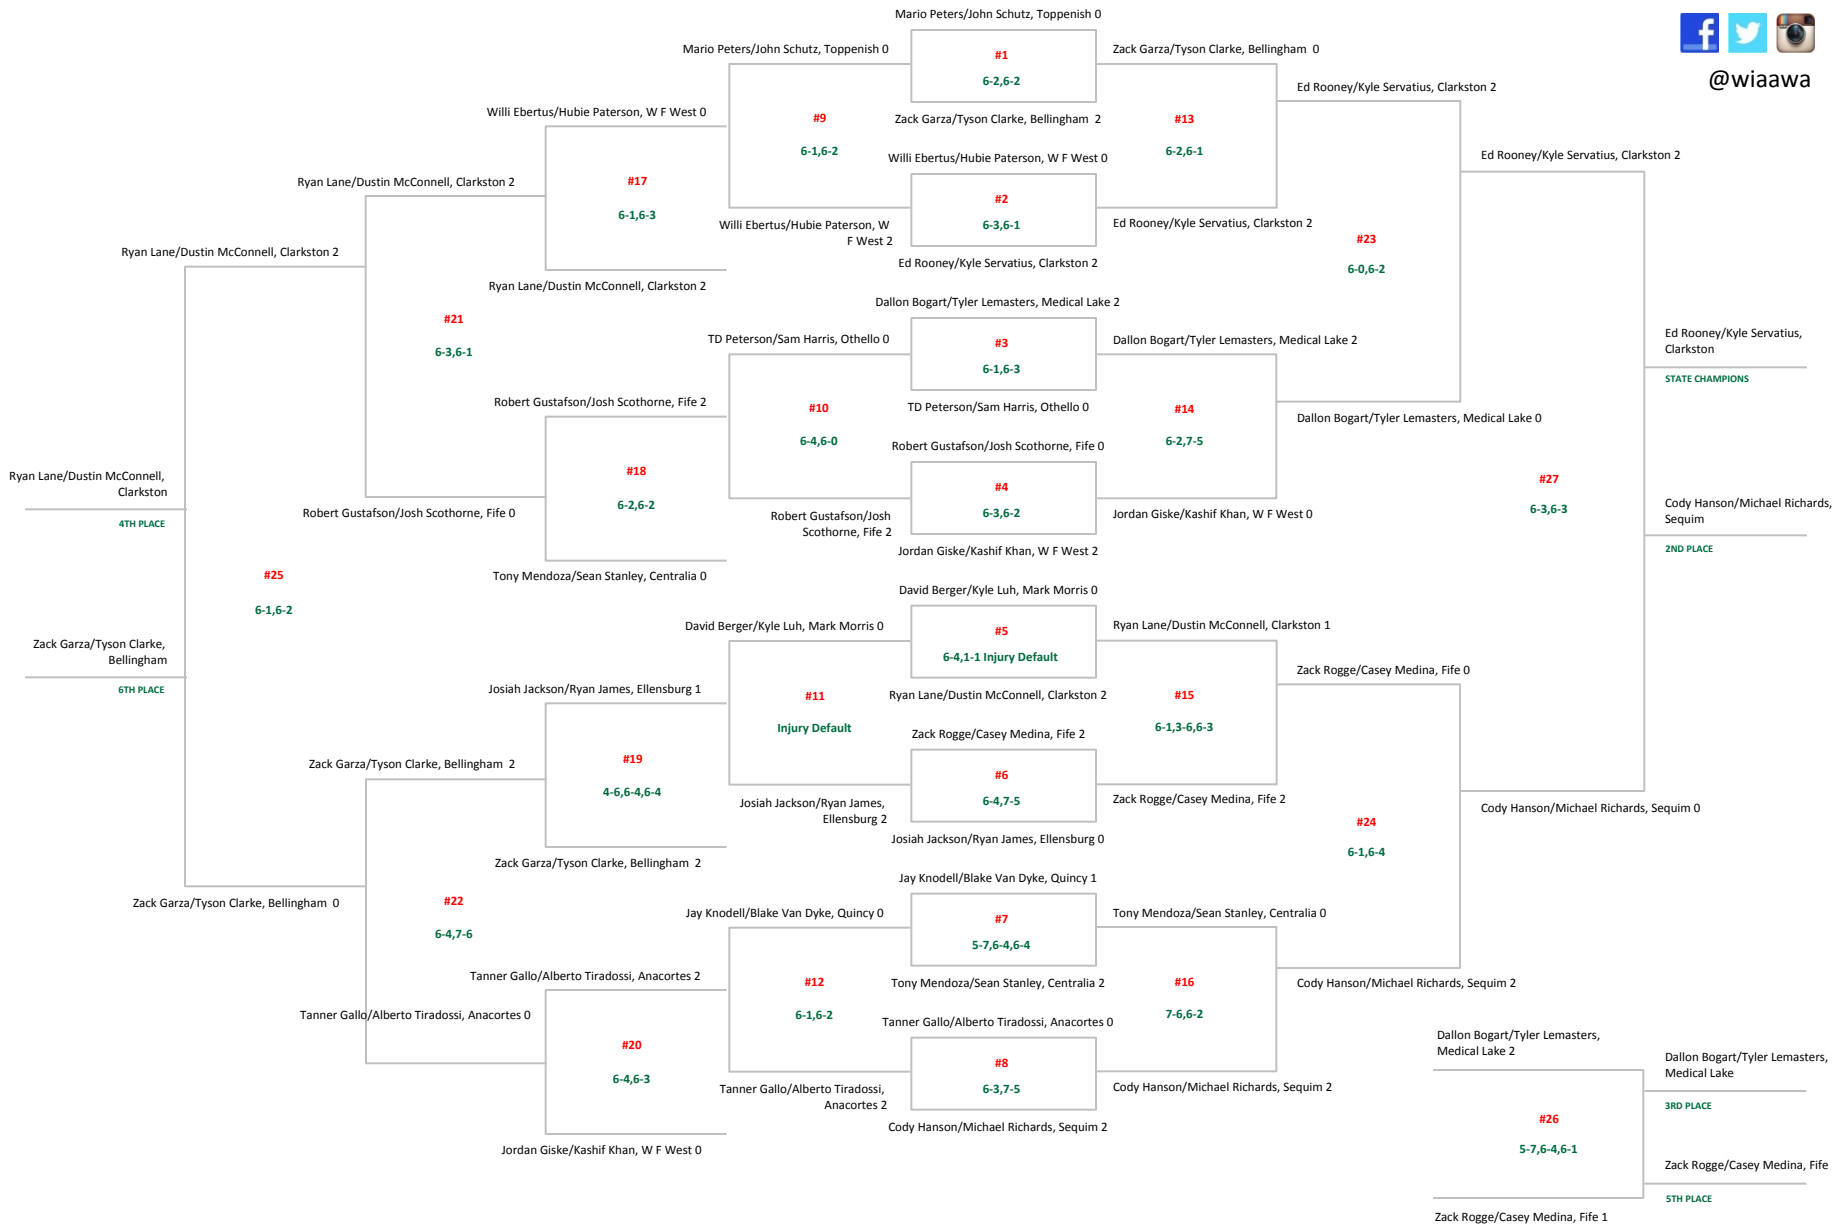 Mario Peters/John Schutz, Toppenish 0
@wiaawa
Mario Peters/John Schutz, Toppenish 0
#1
6-2,6-2
Zack Garza/Tyson Clarke, Bellingham 0
Ed Rooney/Kyle Servatius, Clarkston 2
Willi Ebertus/Hubie Paterson, W F West 0
#9
6-1,6-2
Zack Garza/Tyson Clarke, Bellingham 2
#13
6-2,6-1
Willi Ebertus/Hubie Paterson, W F West 0
Ed Rooney/Kyle Servatius, Clarkston 2
Ryan Lane/Dustin McConnell, Clarkston 2
#17
6-1,6-3
#2
6-3,6-1
Willi Ebertus/Hubie Paterson, W
F West 2
Ed Rooney/Kyle Servatius, Clarkston 2
#23
6-0,6-2
Ryan Lane/Dustin McConnell, Clarkston 2
Ed Rooney/Kyle Servatius, Clarkston 2
Ryan Lane/Dustin McConnell, Clarkston 2
Dallon Bogart/Tyler Lemasters, Medical Lake 2
#21
6-3,6-1
TD Peterson/Sam Harris, Othello 0
#3
6-1,6-3
Dallon Bogart/Tyler Lemasters, Medical Lake 2
Ed Rooney/Kyle Servatius,
Clarkston
STATE CHAMPIONS
Robert Gustafson/Josh Scothorne, Fife 2
#10
6-4,6-0
TD Peterson/Sam Harris, Othello 0
#14
6-2,7-5
Dallon Bogart/Tyler Lemasters, Medical Lake 0
Robert Gustafson/Josh Scothorne, Fife 0
Ryan Lane/Dustin McConnell,
Clarkston
4TH PLACE
#18
6-2,6-2
#4
6-3,6-2
#27
6-3,6-3
Cody Hanson/Michael Richards,
Sequim
2ND PLACE
Robert Gustafson/Josh Scothorne, Fife 0
Robert Gustafson/Josh
Scothorne, Fife 2
Jordan Giske/Kashif Khan, W F West 0
Jordan Giske/Kashif Khan, W F West 2
#25
6-1,6-2
Tony Mendoza/Sean Stanley, Centralia 0
David Berger/Kyle Luh, Mark Morris 0
David Berger/Kyle Luh, Mark Morris 0
#5
6-4,1-1 Injury Default
Ryan Lane/Dustin McConnell, Clarkston 1
Zack Garza/Tyson Clarke,
Bellingham
6TH PLACE
Zack Rogge/Casey Medina, Fife 0
Josiah Jackson/Ryan James, Ellensburg 1
#11
Injury Default
Ryan Lane/Dustin McConnell, Clarkston 2
#15
6-1,3-6,6-3
Zack Rogge/Casey Medina, Fife 2
Zack Garza/Tyson Clarke, Bellingham 2
#19
4-6,6-4,6-4
#6
6-4,7-5
Josiah Jackson/Ryan James,
Ellensburg 2
Zack Rogge/Casey Medina, Fife 2
Cody Hanson/Michael Richards, Sequim 0
Josiah Jackson/Ryan James, Ellensburg 0
#24
6-1,6-4
Zack Garza/Tyson Clarke, Bellingham 2
Jay Knodell/Blake Van Dyke, Quincy 1
Zack Garza/Tyson Clarke, Bellingham 0
#22
6-4,7-6
Jay Knodell/Blake Van Dyke, Quincy 0
#7
5-7,6-4,6-4
Tony Mendoza/Sean Stanley, Centralia 0
Tanner Gallo/Alberto Tiradossi, Anacortes 2
#12
6-1,6-2
Tony Mendoza/Sean Stanley, Centralia 2
#16
7-6,6-2
Cody Hanson/Michael Richards, Sequim 2
Tanner Gallo/Alberto Tiradossi, Anacortes 0
Tanner Gallo/Alberto Tiradossi, Anacortes 0
#20
6-4,6-3
#8
6-3,7-5
Dallon Bogart/Tyler Lemasters,
Medical Lake 2
Dallon Bogart/Tyler Lemasters,
Medical Lake
3RD PLACE
Tanner Gallo/Alberto Tiradossi,
Anacortes 2
Cody Hanson/Michael Richards, Sequim 2
Cody Hanson/Michael Richards, Sequim 2
#26
5-7,6-4,6-1
Jordan Giske/Kashif Khan, W F West 0
Zack Rogge/Casey Medina, Fife
5TH PLACE
Zack Rogge/Casey Medina, Fife 1